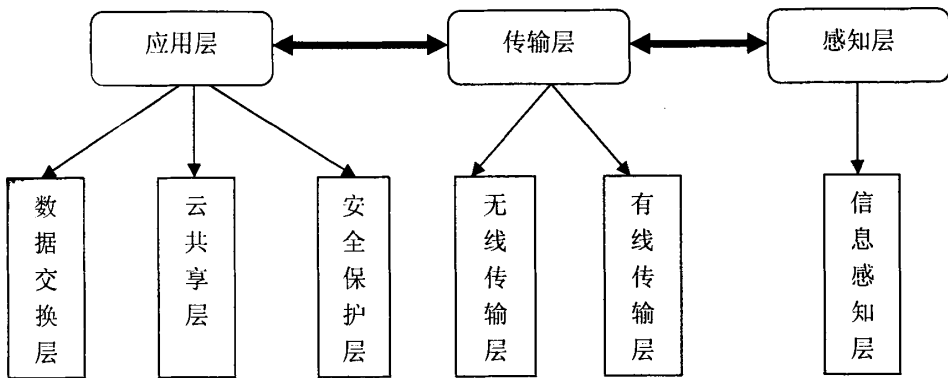 应用层
传输层
感知层
数据交换层
云共享层
安全保护层
无线传输层
有线传输层
信息感知层